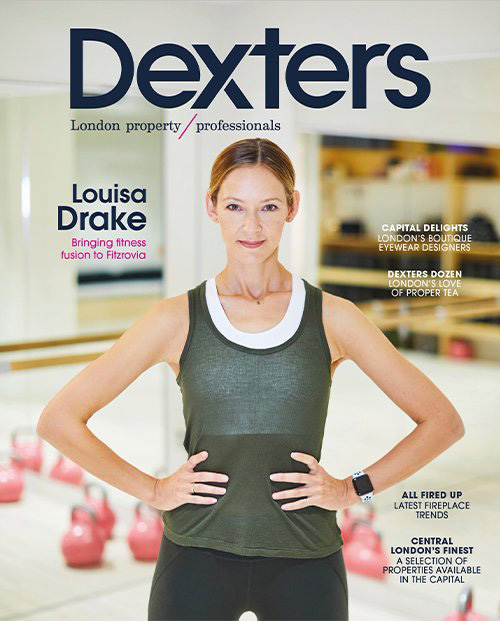 Dexters
London property / professionals
Louisa
Drake
Bringing fitness
fusion to Fitzrovia
CAPITAL DELIGHTS
LONDON'S BOUTIQUE
EYEWEAR DESIGNERS
DEXTERS DOZEN
LONDON'S LOVE
OF PROPER TEA
ALL FIRED UP
LATEST FIREPLACE
TRENDS
CENTRAL
LONDON'S FINEST
A SELECTION OF
PROPERTIES AVAILABLE
IN THE CAPITAL